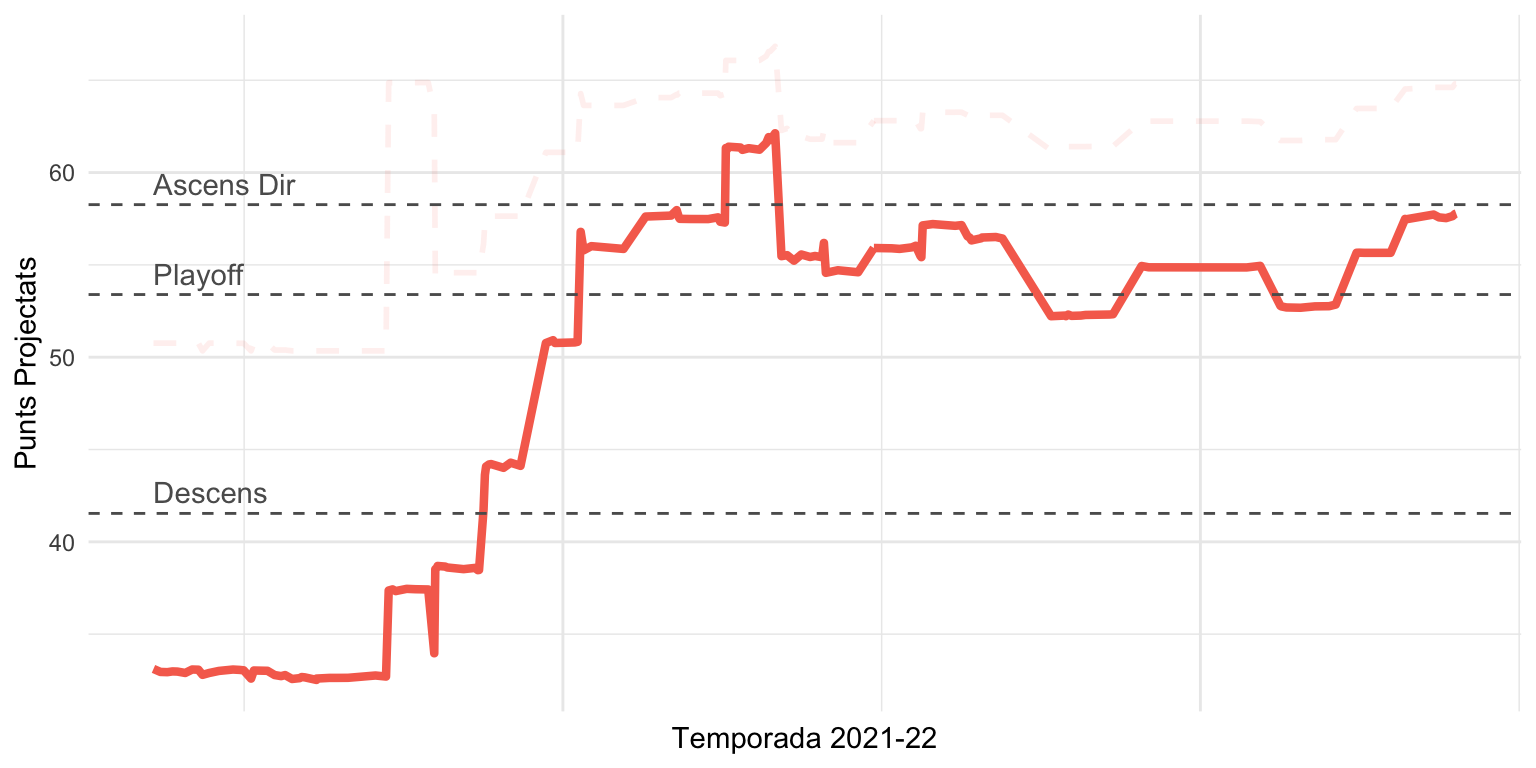 60
Ascens Dir
Playoff
50
Descens
40
Punts Projectats
Temporada 2021-22